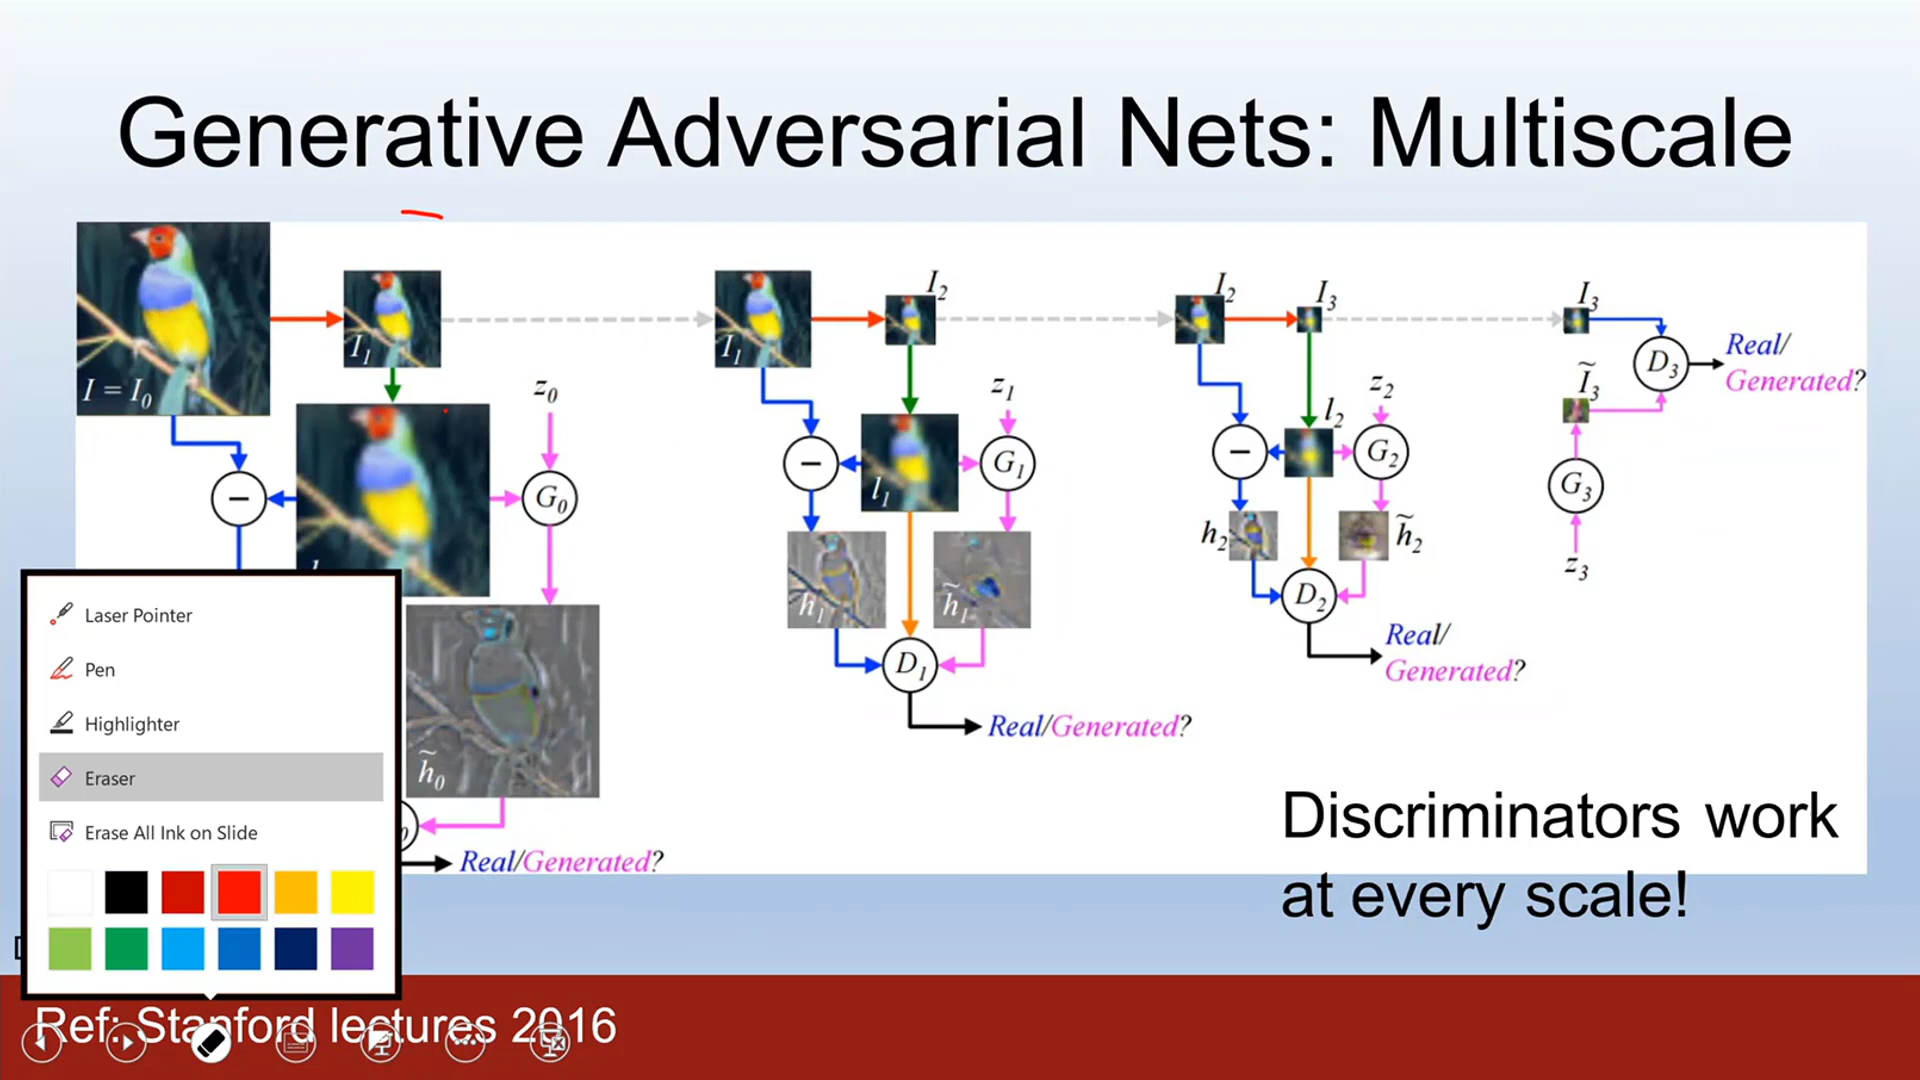 Generative Adversarial Nets: Multiscale
I = I₀
I₁
I₁
I₂
I₂
I₃
I₃
Real/
Generated?
D₃
Ĩ₃
z₀
z₁
z₂
l₂
G₀
−
−
l₁
G₁
−
G₂
G₃
h₁
h̃₁
h₂
h̃₂
z₃
D₁
D₂
Real/
Generated?
Real/Generated?
h̃₀
Real/Generated?
Discriminators work
at every scale!
Laser Pointer
Pen
Highlighter
Eraser
Erase All Ink on Slide
Ref: Stanford lectures 2016